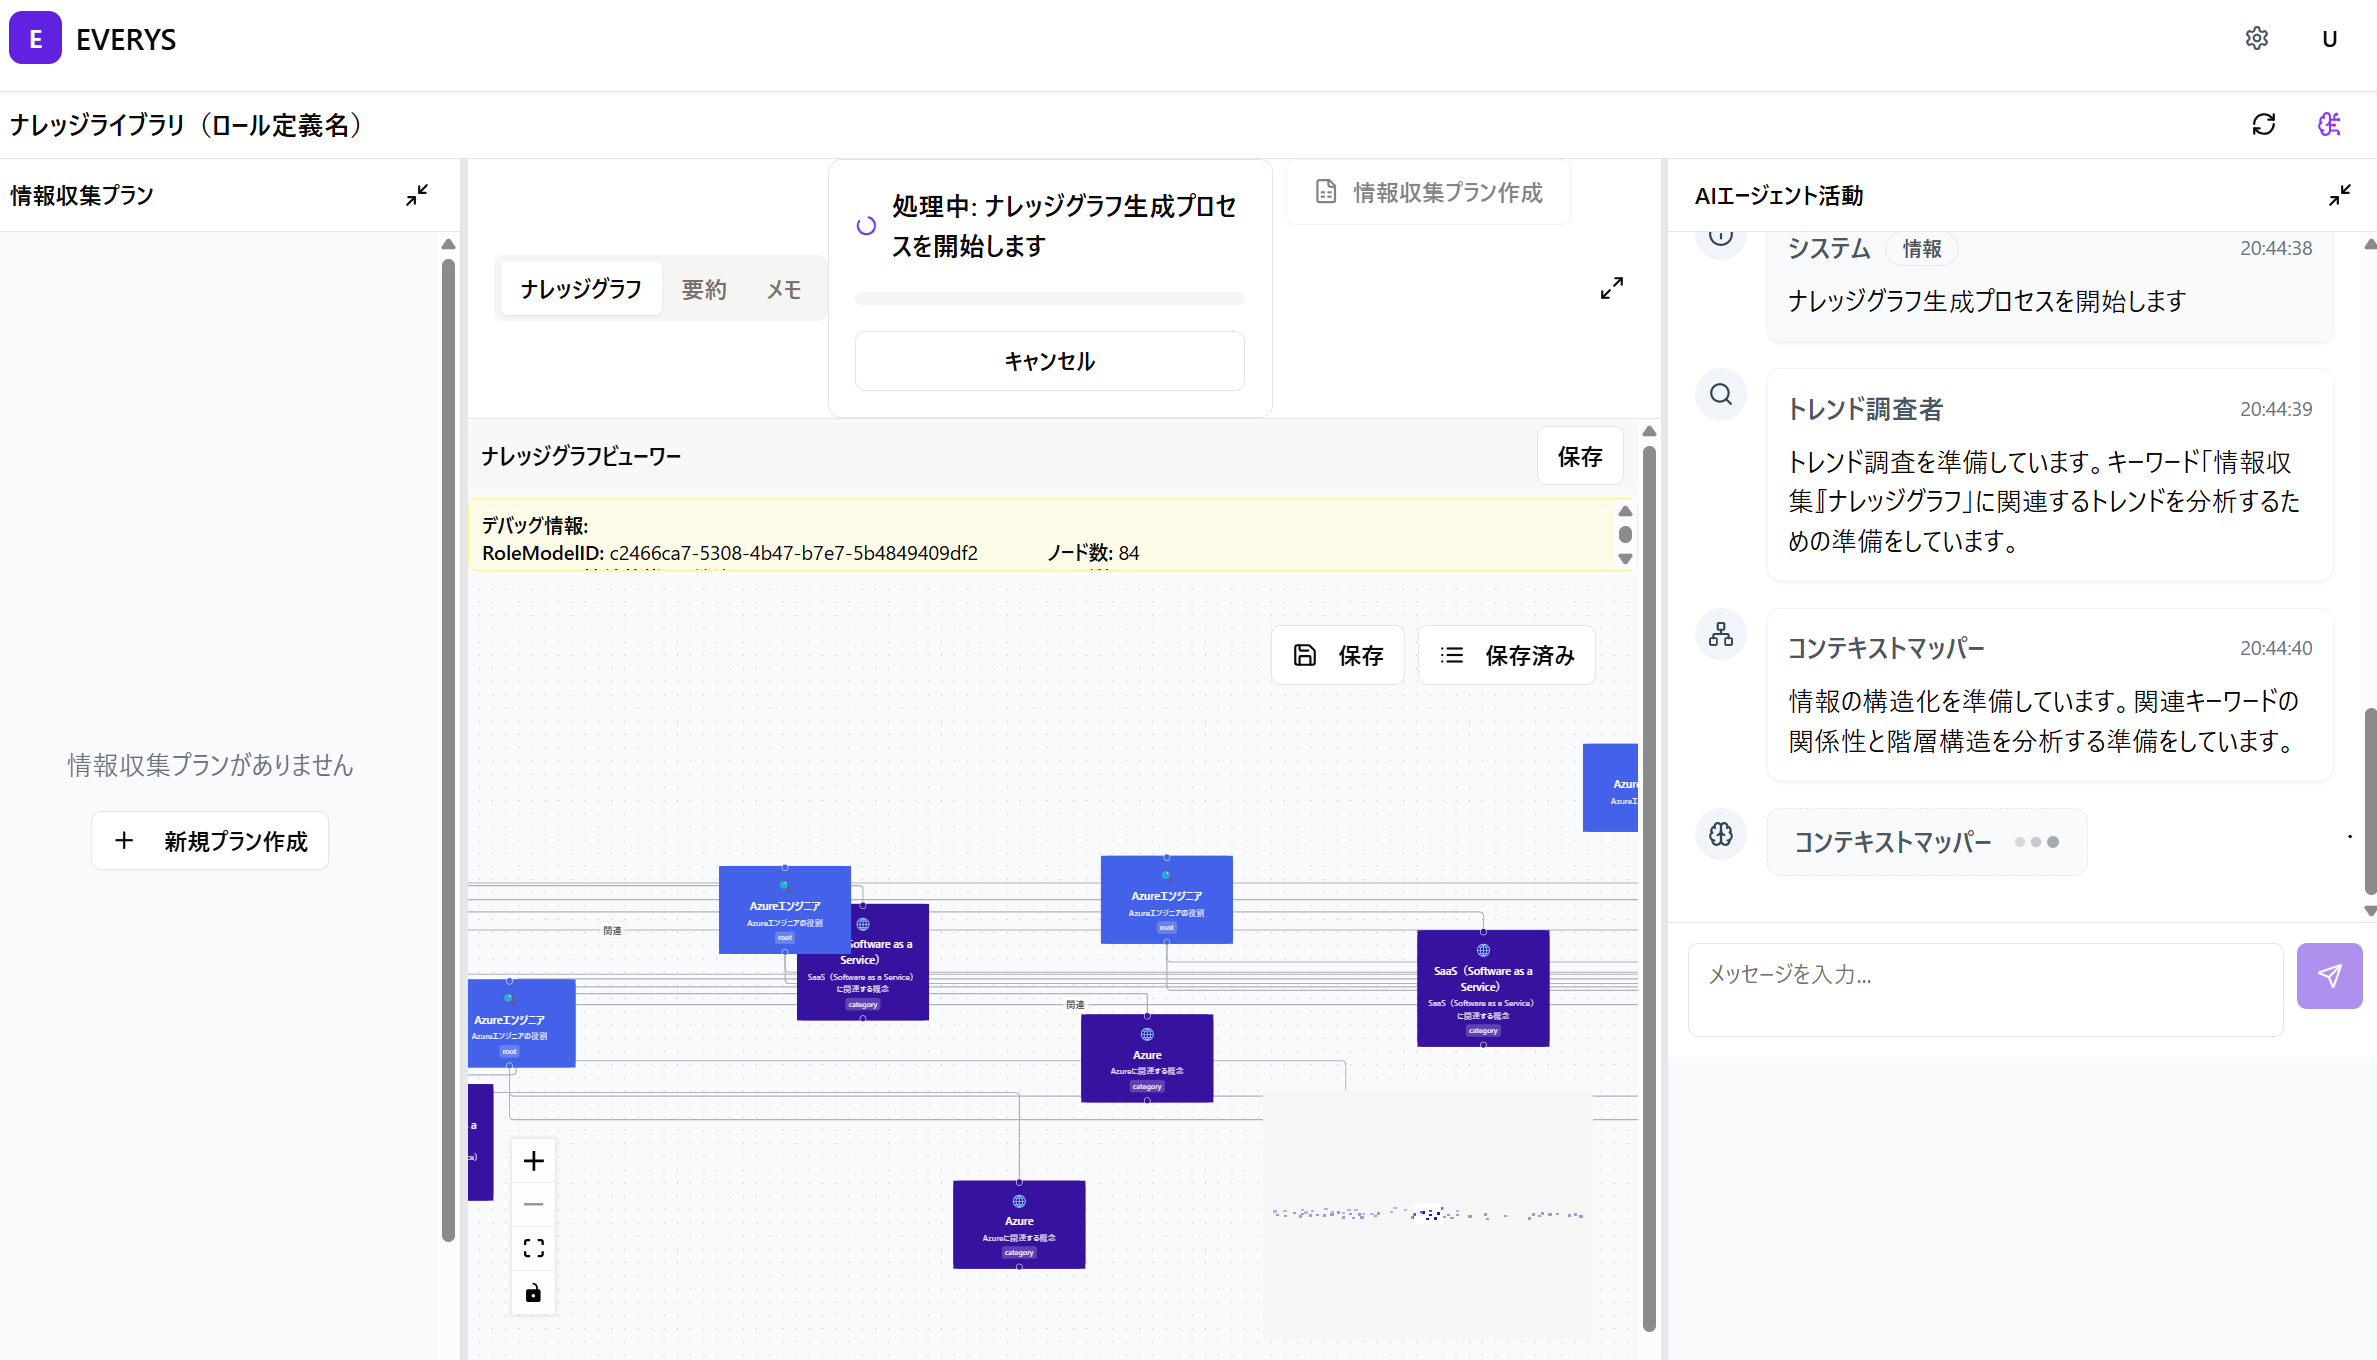 E EVERYS
U
ナレッジライブラリ（ロール定義名）
情報収集プラン
情報収集プランがありません
新規プラン作成
ナレッジグラフ
要約
メモ
処理中: ナレッジグラフ生成プロセ
スを開始します
キャンセル
情報収集プラン作成
ナレッジグラフビューワー
保存
デバッグ情報:
RoleModelID: c2466ca7-5308-4b47-b7e7-5b4849409df2
ノード数: 84
保存
保存済み
Azure
Azureエ
Azureエンジニア
Azureエンジニアの役割
root
Software as a
Service）
SaaS（Software as a Service）
に関連する概念
category
関連
Azureエンジニア
Azureエンジニアの役割
root
SaaS（Software as a
Service）
SaaS（Software as a Service）
に関連する概念
category
Azureエンジニア
Azureエンジニアの役割
root
関連
Azure
Azureに関連する概念
category
a
ce）
Azure
Azureに関連する概念
category
AIエージェント活動
システム
情報
20:44:38
ナレッジグラフ生成プロセスを開始します
トレンド調査者
20:44:39
トレンド調査を準備しています。キーワード「情報収
集』『ナレッジグラフ」に関連するトレンドを分析するた
めの準備をしています。
コンテキストマッパー
20:44:40
情報の構造化を準備しています。関連キーワードの
関係性と階層構造を分析する準備をしています。
コンテキストマッパー
メッセージを入力...